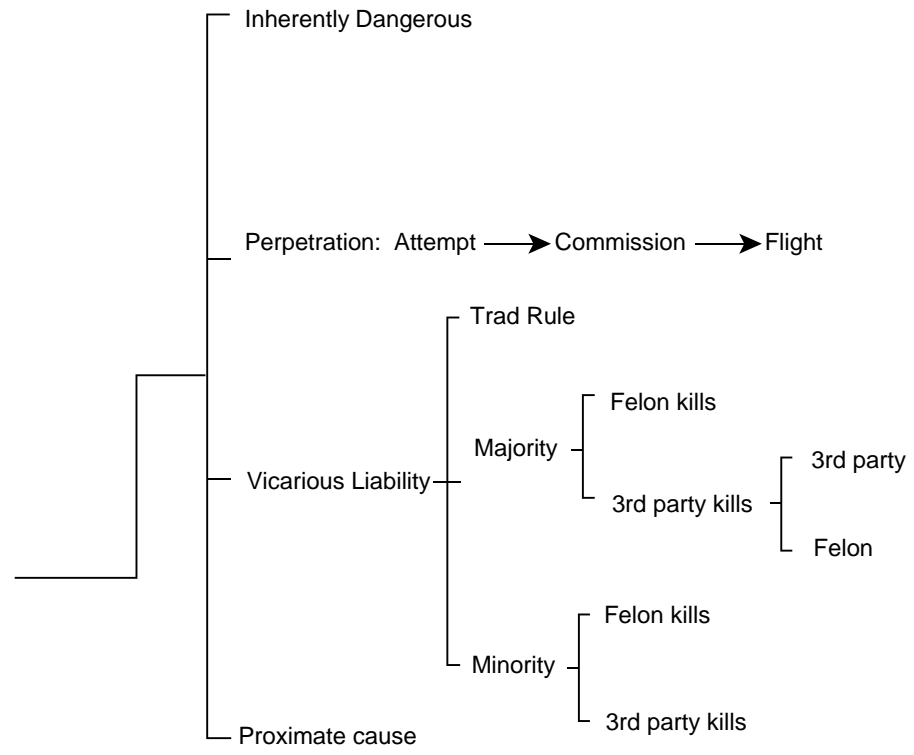 Inherently Dangerous
Perpetration: Attempt Commission Flight
Trad Rule
Felon kills
Majority
3rd party
Vicarious Liability
3rd party kills
Felon
Felon kills
Minority
3rd party kills
Proximate cause